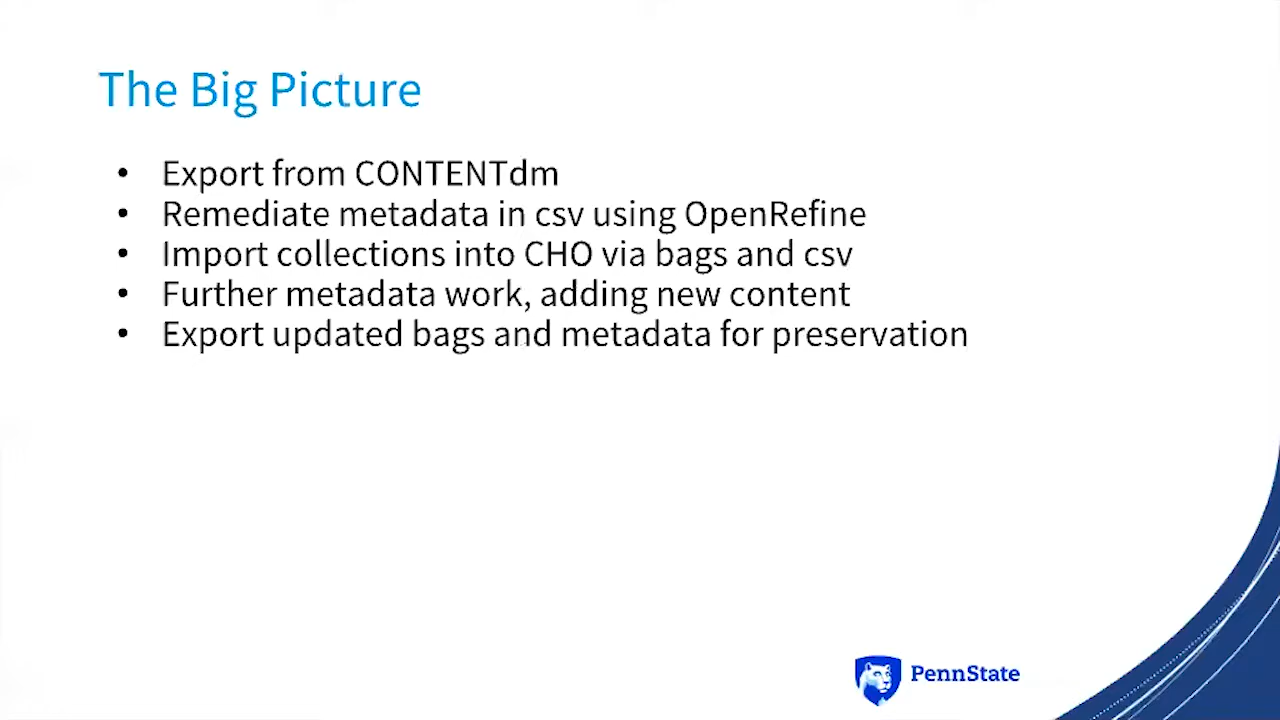 The Big Picture
• Export from CONTENTdm
• Remediate metadata in csv using OpenRefine
• Import collections into CHO via bags and csv
• Further metadata work, adding new content
• Export updated bags and metadata for preservation
PennState